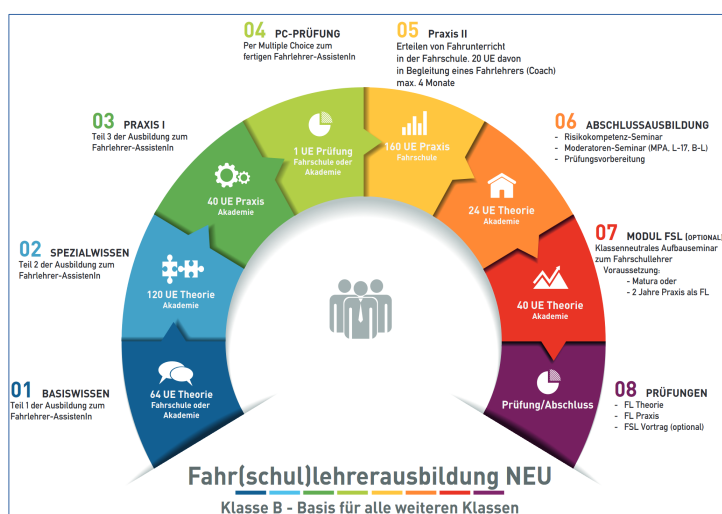 01 BASISWISSEN
Teil 1 der Ausbildung zum
Fahrlehrer-AssistenIn
64 UE Theorie
Fahrschule oder
Akademie
02 SPEZIALWISSEN
Teil 2 der Ausbildung zum
Fahrlehrer-AssistenIn
120 UE Theorie
Akademie
03 PRAXIS I
Teil 3 der Ausbildung zum
Fahrlehrer-AssistenIn
40 UE Praxis
Akademie
04 PC-PRÜFUNG
Per Multiple Choice zum
fertigen Fahrlehrer-AssistentIn
1 UE Prüfung
Fahrschule oder
Akademie
05 Praxis II
Erteilen von Fahrunterricht
in der Fahrschule. 20 UE davon
in Begleitung eines Fahrlehrers (Coach)
max. 4 Monate
160 UE Praxis
Fahrschule
06 ABSCHLUSSAUSBILDUNG
- Risikokompetenz-Seminar
- Moderatoren-Seminar (MPA, L-17, B-L)
- Prüfungsvorbereitung
24 UE Theorie
Akademie
07 MODUL FSL (OPTIONAL)
Klassenneutrales Aufbauseminar
zum Fahrschullehrer
Voraussetzung:
- Matura oder
- 2 Jahre Praxis als FL
40 UE Theorie
Akademie
08 PRÜFUNGEN
- FL Theorie
- FL Praxis
- FSL Vortrag (optional)
Prüfung/Abschluss
Fahr(schul)lehrerausbildung NEU
Klasse B - Basis für alle weiteren Klassen